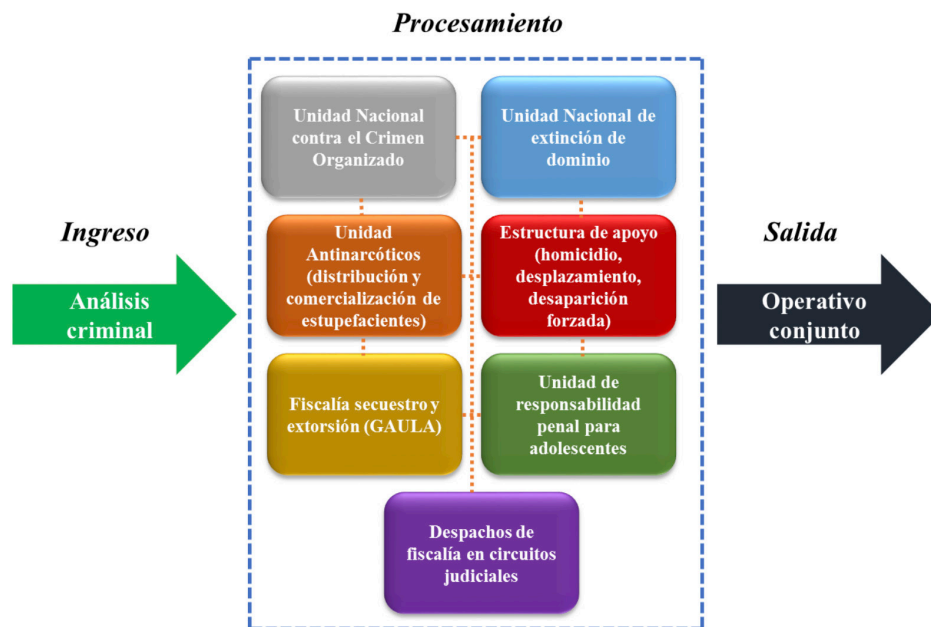 Procesamiento
Unidad Nacional
contra el Crimen
Organizado
Unidad Nacional de
extinción de
dominio
Ingreso
Análisis
criminal
Unidad
Antinarcóticos
(distribución y
comercialización de
estupefacientes)
Estructura de apoyo
(homicidio,
desplazamiento,
desaparición
forzada)
Salida
Operativo
conjunto
Fiscalía secuestro y
extorsión (GAULA)
Unidad de
responsabilidad
penal para
adolescentes
Despachos de
fiscalía en circuitos
judiciales